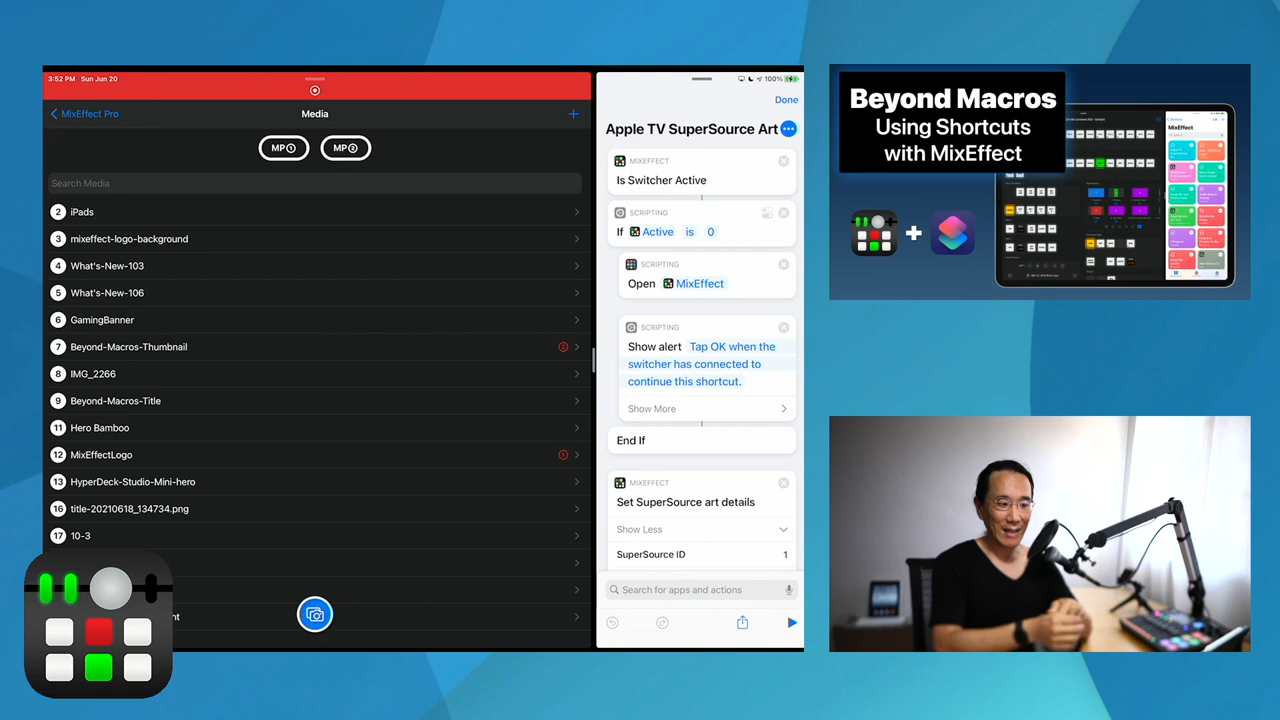 3:52 PM Sun Jun 20
MixEffect Pro
Media
MP1
MP2
Search Media
2 iPads
3 mixeffect-logo-background
4 What's-New-103
5 What's-New-106
6 GamingBanner
7 Beyond-Macros-Thumbnail
8 IMG_2266
9 Beyond-Macros-Title
11 Hero Bamboo
12 MixEffectLogo
13 HyperDeck-Studio-Mini-hero
16 title-20210618_134734.png
17 10-3
nt
100%
Done
Apple TV SuperSource Art
MIXEFFECT
Is Switcher Active
SCRIPTING
If Active is 0
SCRIPTING
Open MixEffect
SCRIPTING
Show alert Tap OK when the
switcher has connected to
continue this shortcut.
Show More
End If
MIXEFFECT
Set SuperSource art details
Show Less
SuperSource ID 1
Search for apps and actions
Beyond Macros
Using Shortcuts
with MixEffect
+
MixEffect